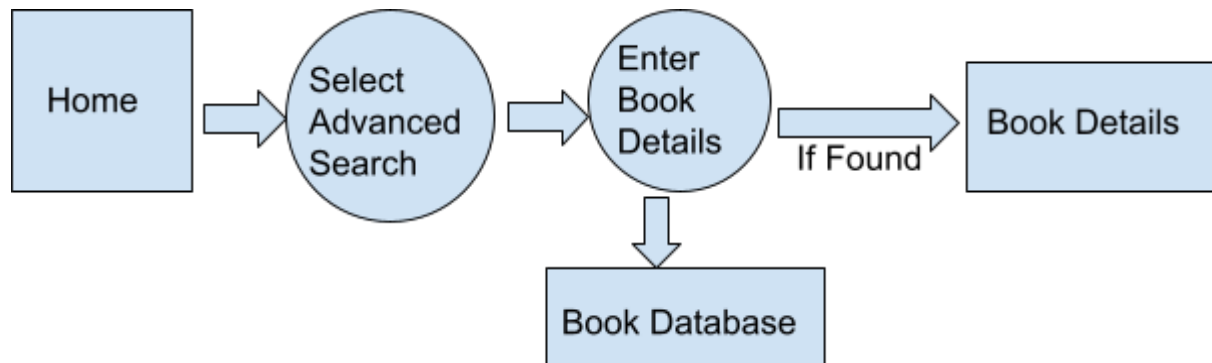 Home
Select
Advanced
Search
Enter
Book
Details
If Found
Book Details
Book Database